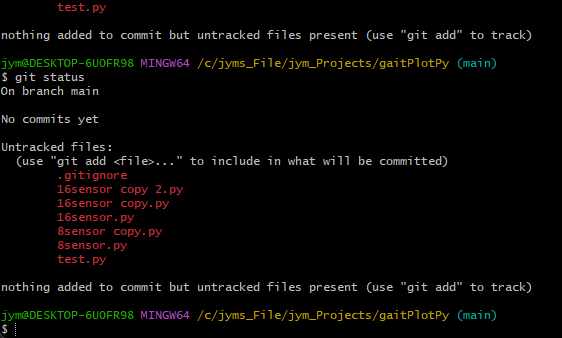 test.py
nothing added to commit but untracked files present (use "git add" to track)
jym@DESKTOP-6UOFR98 MINGW64 /c/jyms_File/jym_Projects/gaitPlotPy (main)
$ git status
On branch main
No commits yet
Untracked files:
(use "git add <file>..." to include in what will be committed)
.gitignore
16sensor copy 2.py
16sensor copy.py
16sensor.py
8sensor copy.py
8sensor.py
test.py
nothing added to commit but untracked files present (use "git add" to track)
jym@DESKTOP-6UOFR98 MINGW64 /c/jyms_File/jym_Projects/gaitPlotPy (main)
$